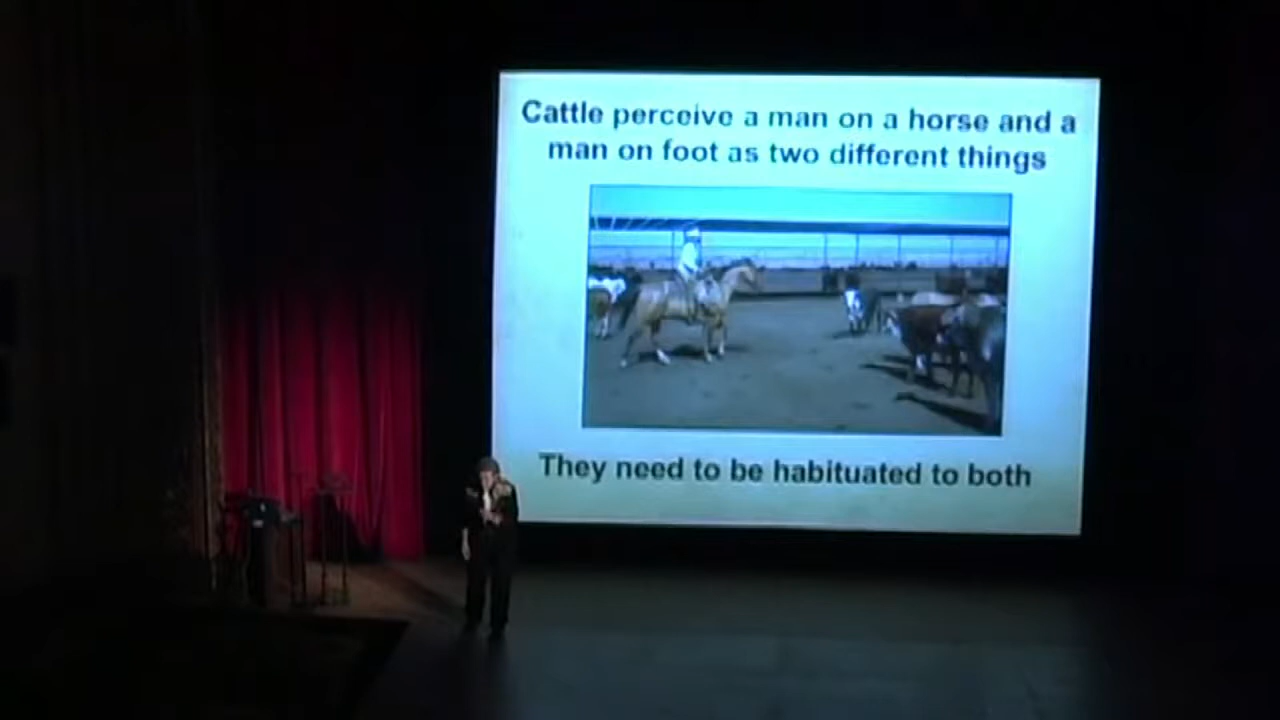 Cattle perceive a man on a horse and a
man on foot as two different things
They need to be habituated to both